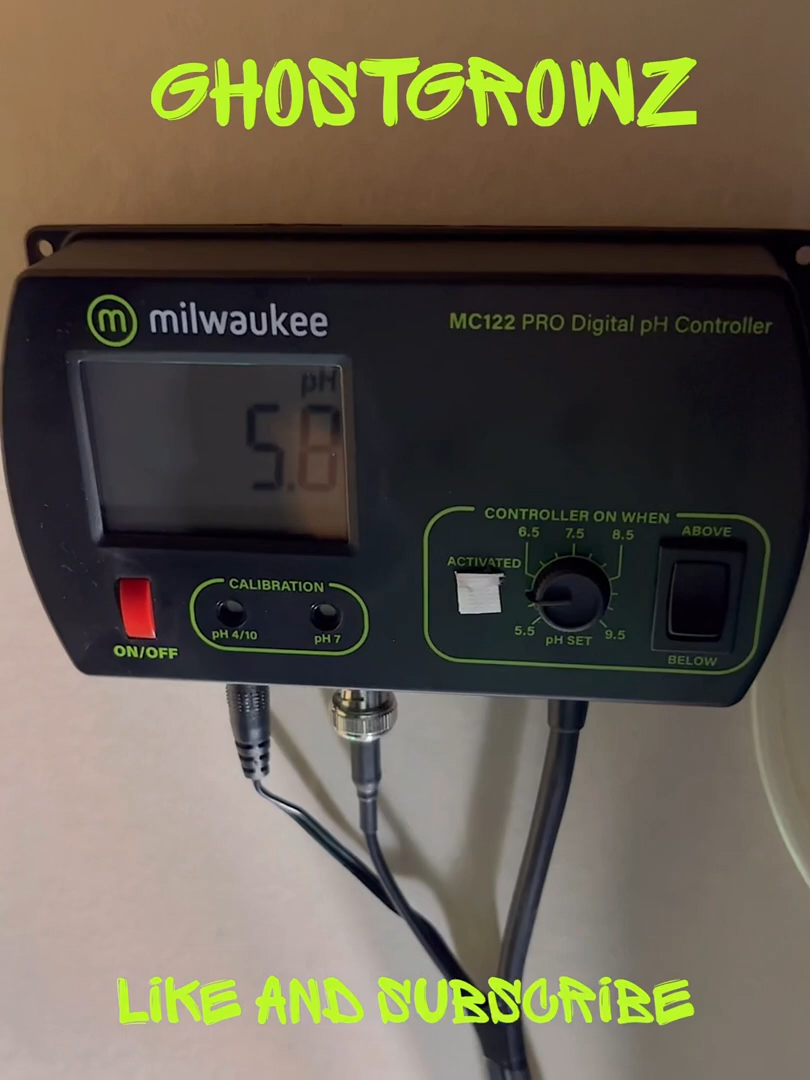 GHOSTGROWZ
m milwaukee
MC122 PRO Digital pH Controller
pH
5.8
CONTROLLER ON WHEN
6.5 7.5 8.5
ABOVE
ACTIVATED
CALIBRATION
pH 4/10
pH 7
5.5
pH SET
9.5
ON/OFF
BELOW
LIKE AND SUBSCRIBE